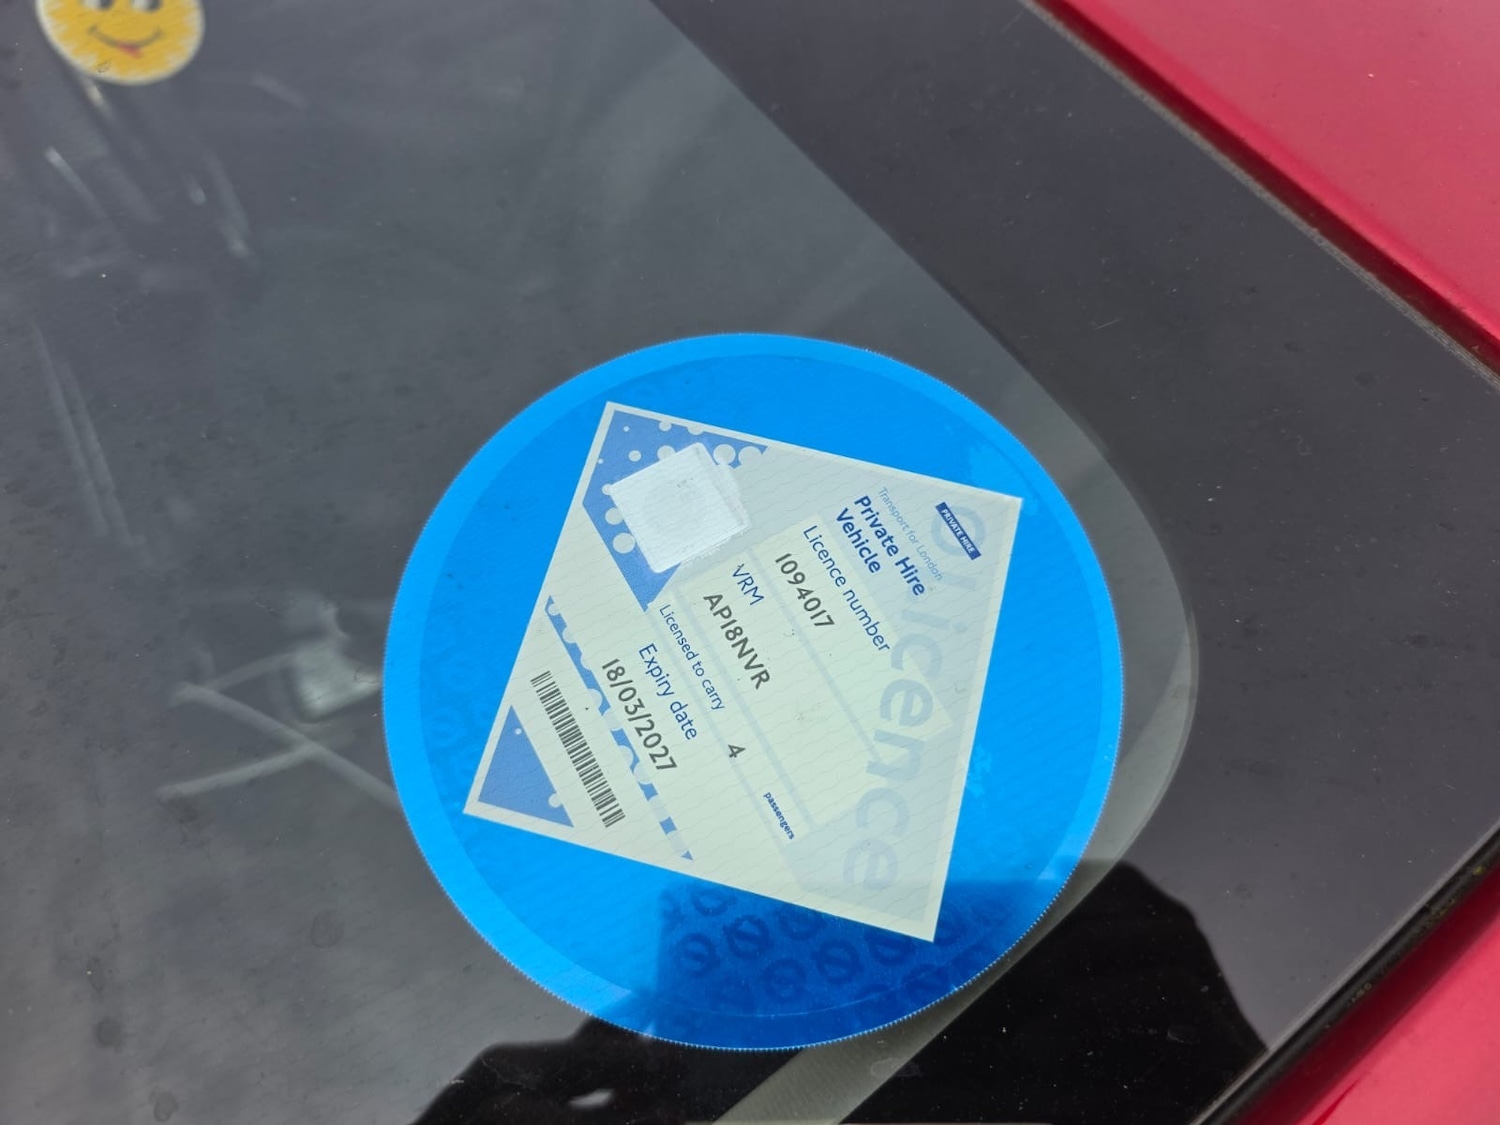 PRIVATE HIRE
Transport for London
Private Hire
Vehicle
Licence number
1094017
VRM
AP18NVR
Licensed to carry
4
passengers
Expiry date
18/03/2027
licence